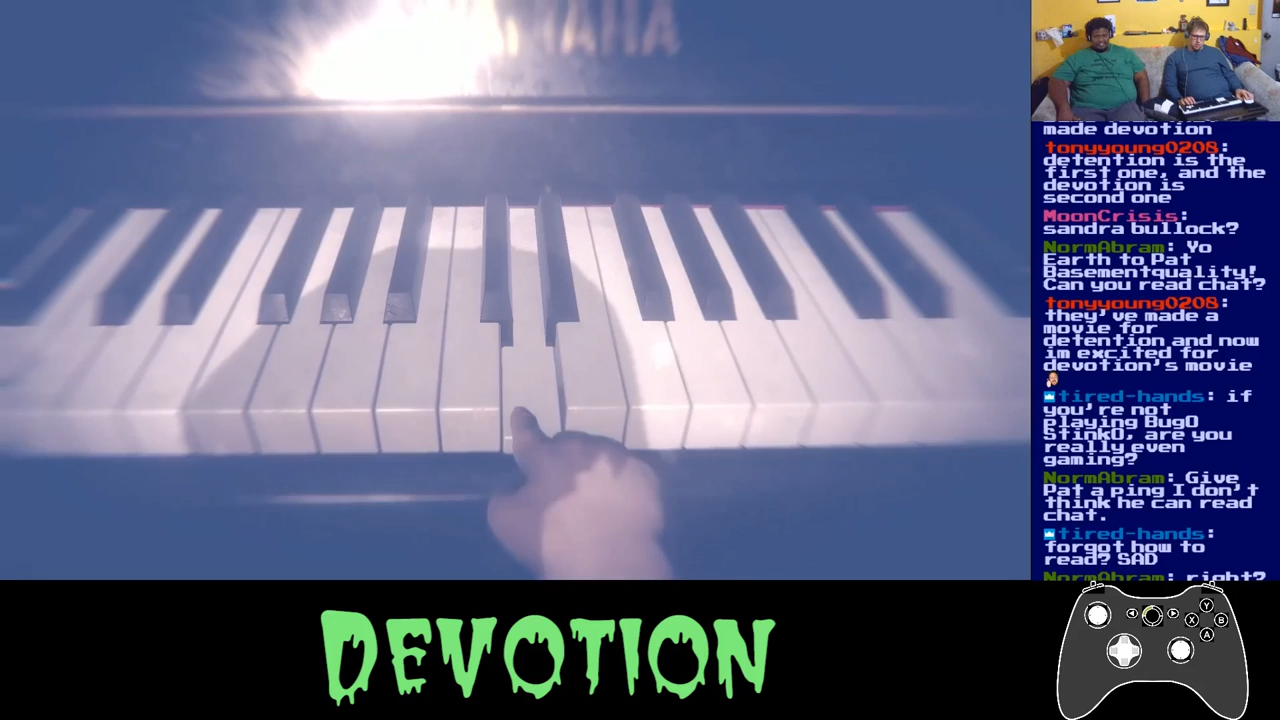 YAMAHA
made devotion
tonyyoung0208:
detention is the
first one, and the
devotion is
second one
MoonCrisis:
sandra bullock?
NormAbram: Yo
Earth to Pat
Basementquality!
Can you read chat?
tonyyoung0208:
they've made a
movie for
detention and now
im excited for
devotion's movie
tired-hands: if
you're not
playing BugO
StinkO, are you
really even
gaming?
NormAbram: Give
Pat a ping I don't
think he can read
chat.
tired-hands:
forgot how to
read? SAD
NormAbram: right?
DEVOTION
Y
X
B
A